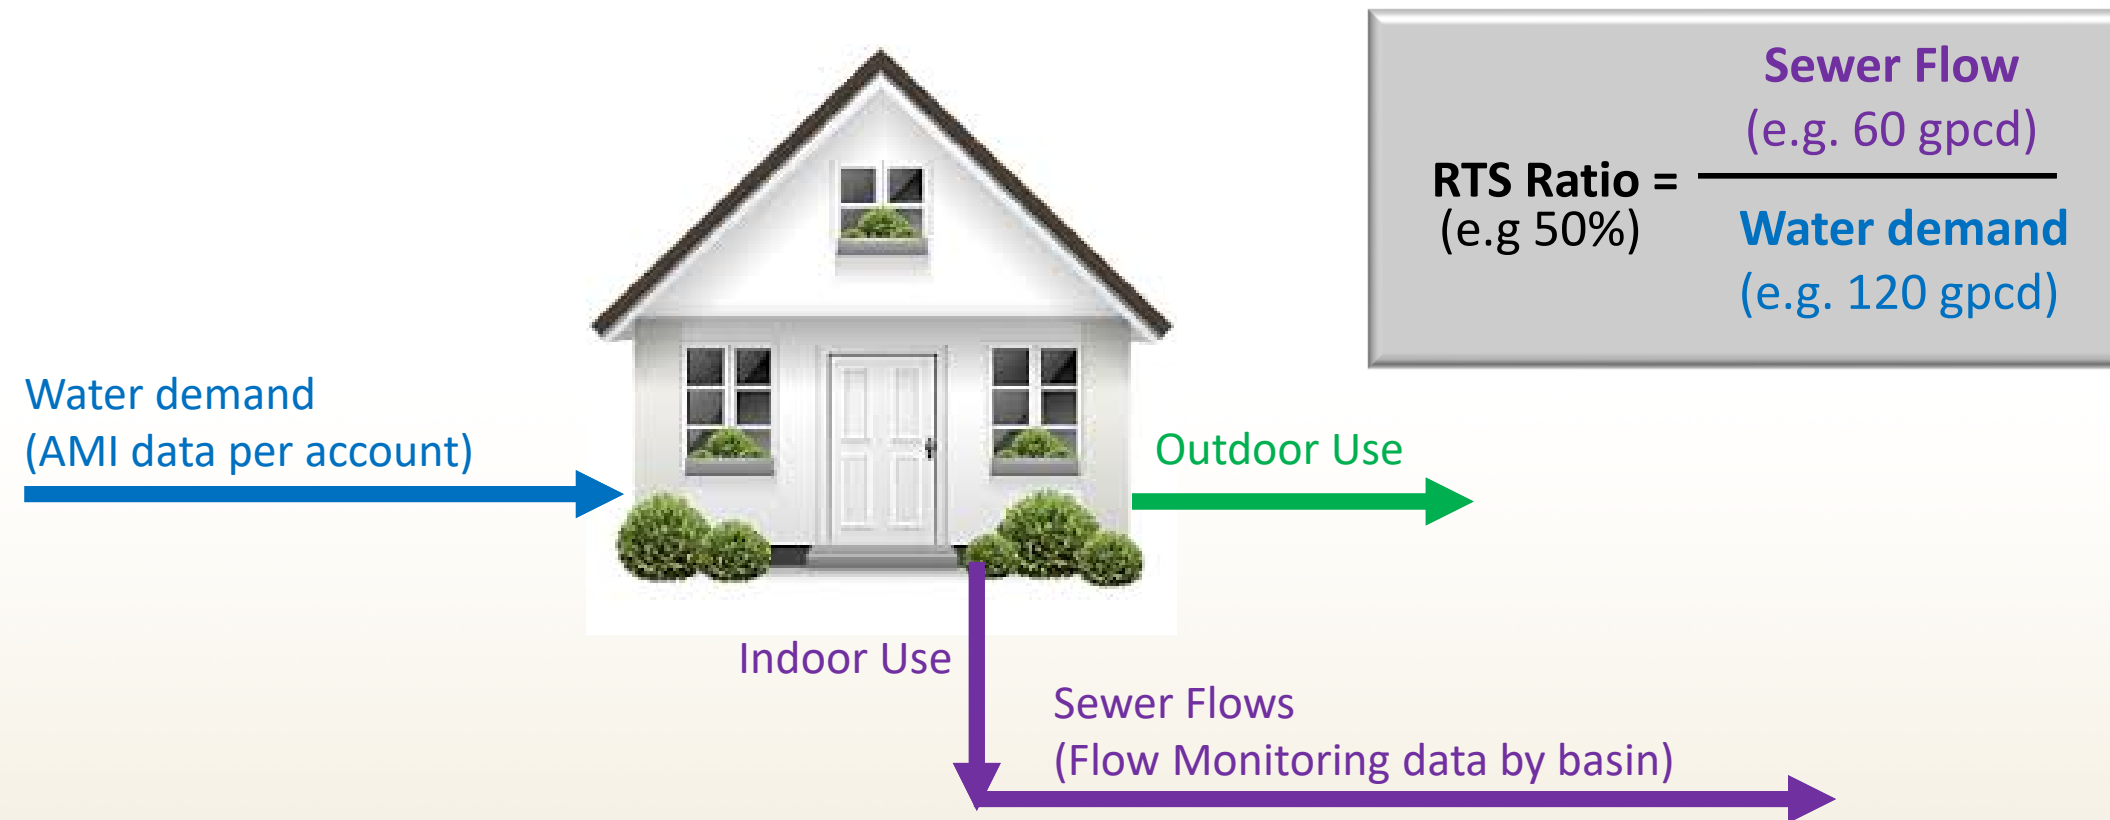 Sewer Flow
(e.g. 60 gpcd)
RTS Ratio =
(e.g 50%)
Water demand
(e.g. 120 gpcd)
Water demand
(AMI data per account)
Outdoor Use
Indoor Use
Sewer Flows
(Flow Monitoring data by basin)